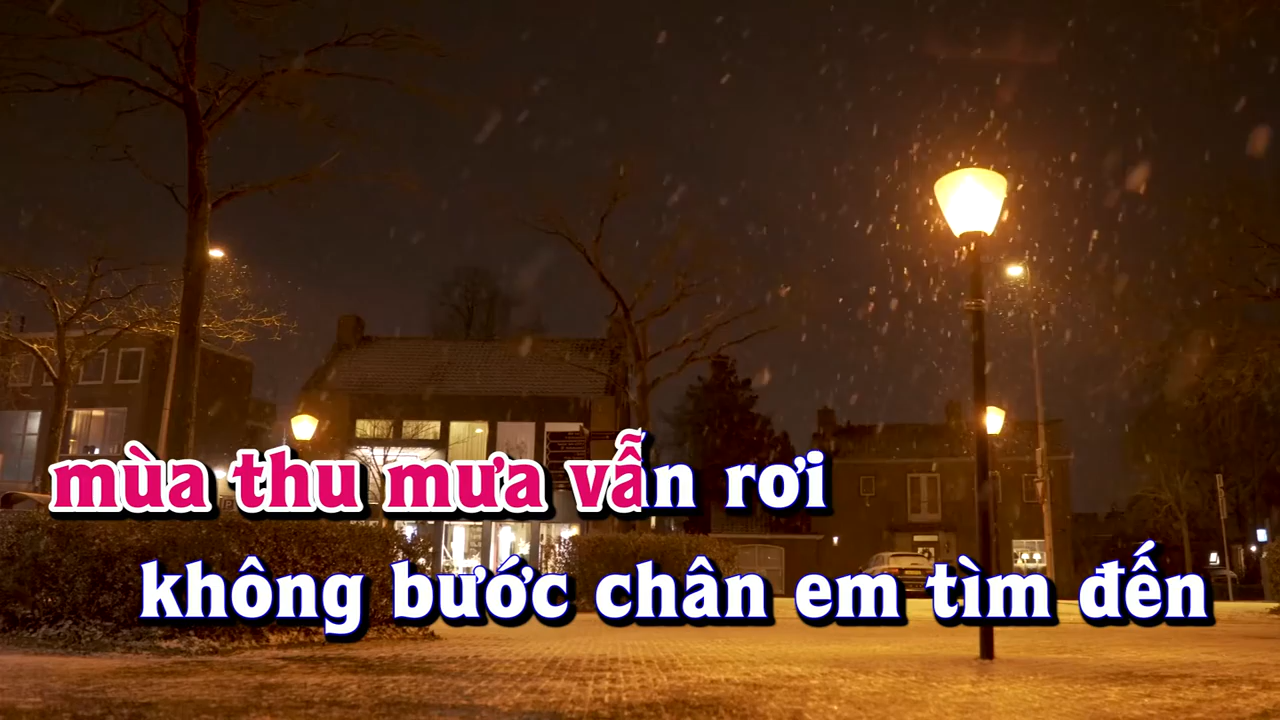 mùa thu mưa vẫn rơi
không bước chân em tìm đến